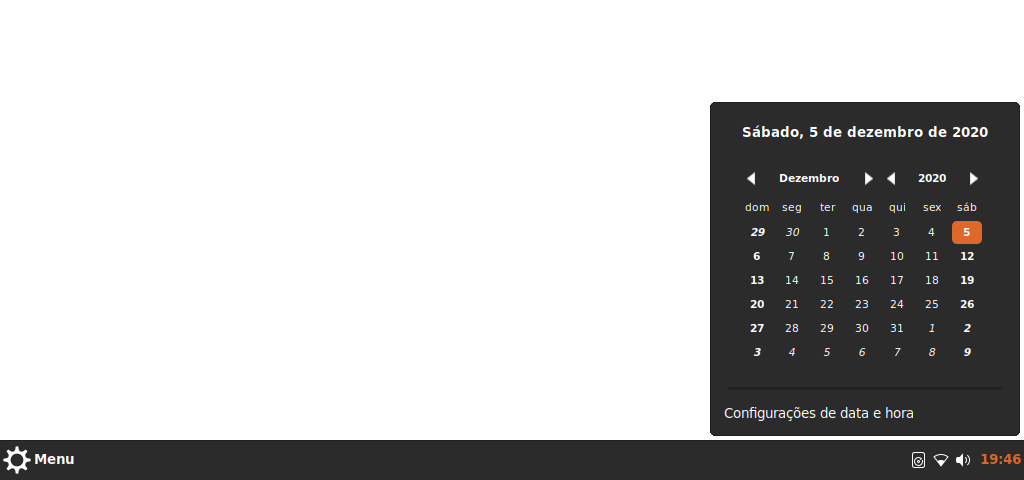 Sábado, 5 de dezembro de 2020
Dezembro 2020
dom seg ter qua qui sex sáb
29 30 1 2 3 4 5
6 7 8 9 10 11 12
13 14 15 16 17 18 19
20 21 22 23 24 25 26
27 28 29 30 31 1 2
3 4 5 6 7 8 9
Configurações de data e hora
Menu 19:46